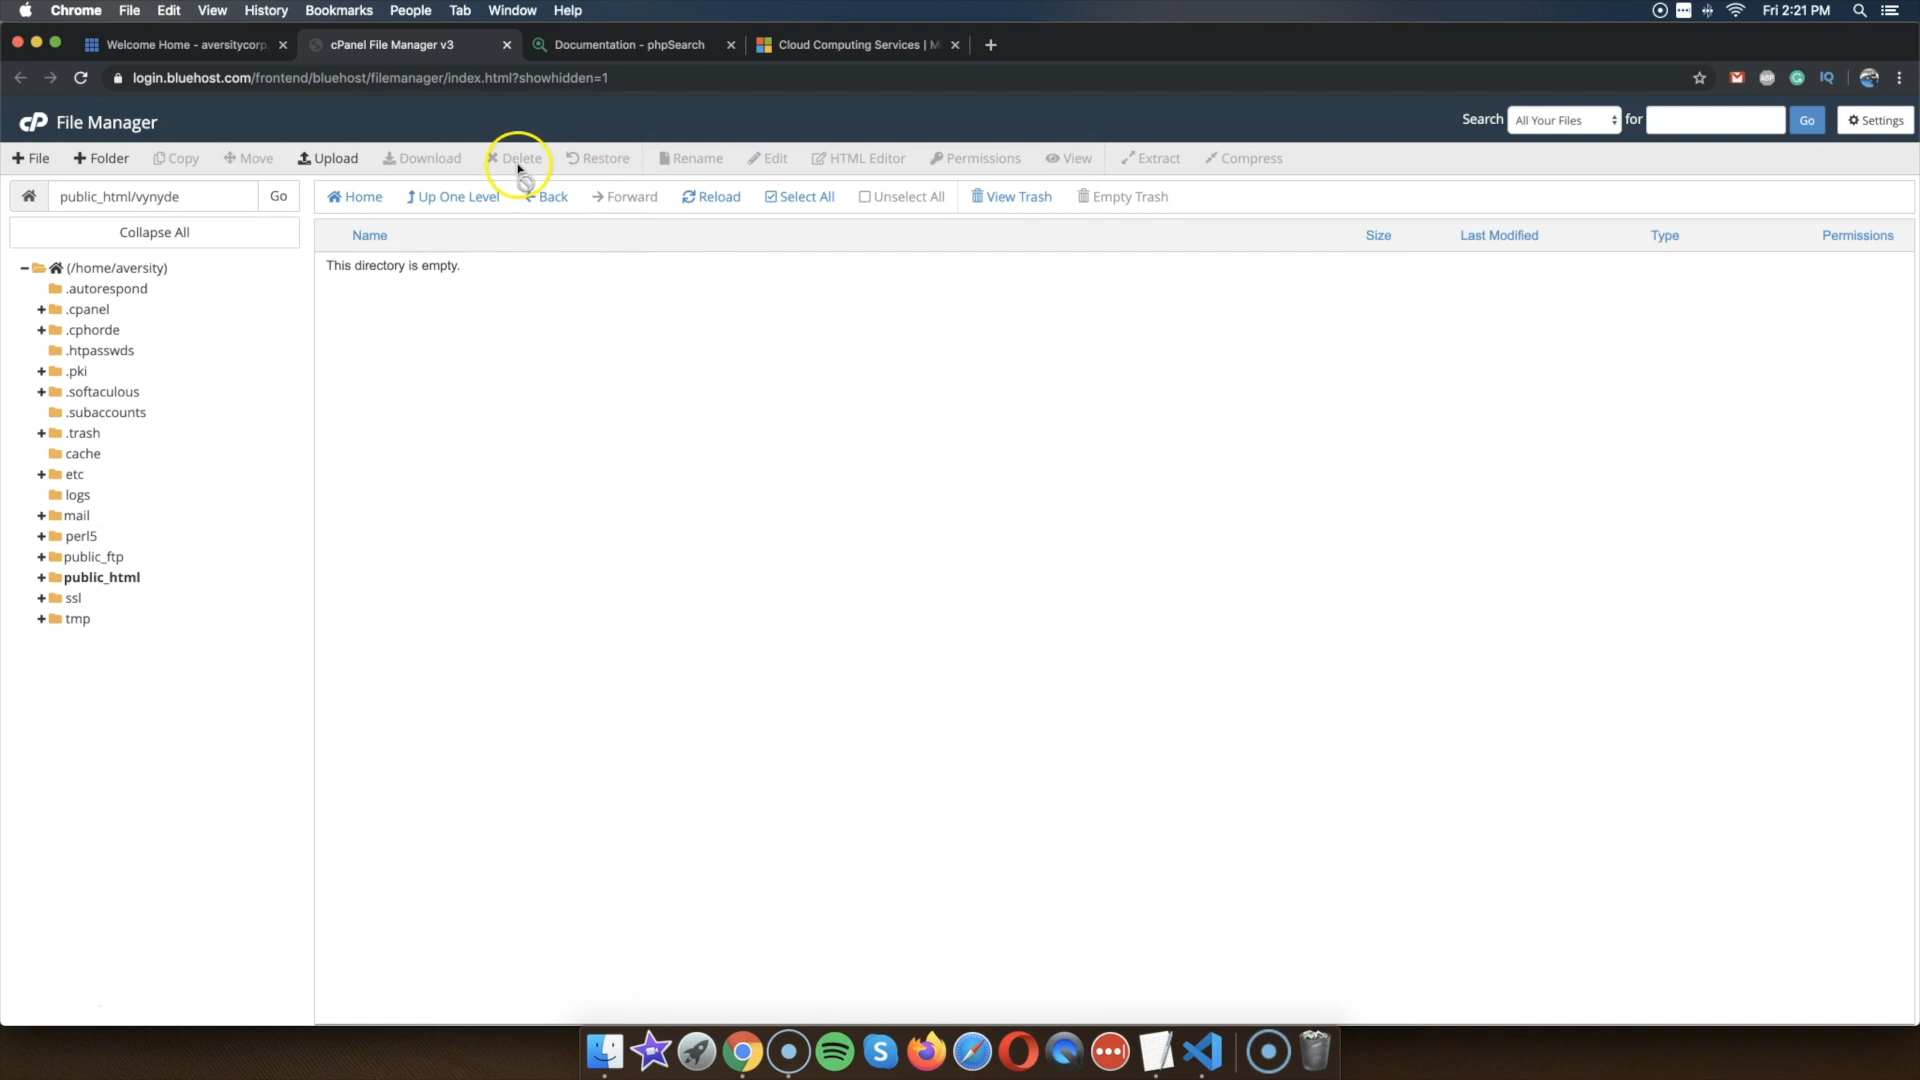 Chrome File Edit View History Bookmarks People Tab Window Help Fri 2:21 PM
Welcome Home - aversitycorp. cPanel File Manager v3 Documentation - phpSearch Cloud Computing Services | M
login.bluehost.com/frontend/bluehost/filemanager/index.html?showhidden=1 ABP IQ
cP File Manager Search All Your Files for Go Settings
File Folder Copy Move Upload Download Delete Restore Rename Edit HTML Editor Permissions View Extract Compress
public_html/vynyde Go Home Up One Level Back Forward Reload Select All Unselect All View Trash Empty Trash
Collapse All
Name Size Last Modified Type Permissions
This directory is empty.
(/home/aversity)
.autorespond
.cpanel
.cphorde
.htpasswds
.pki
.softaculous
.subaccounts
.trash
cache
etc
logs
mail
perl5
public_ftp
public_html
ssl
tmp